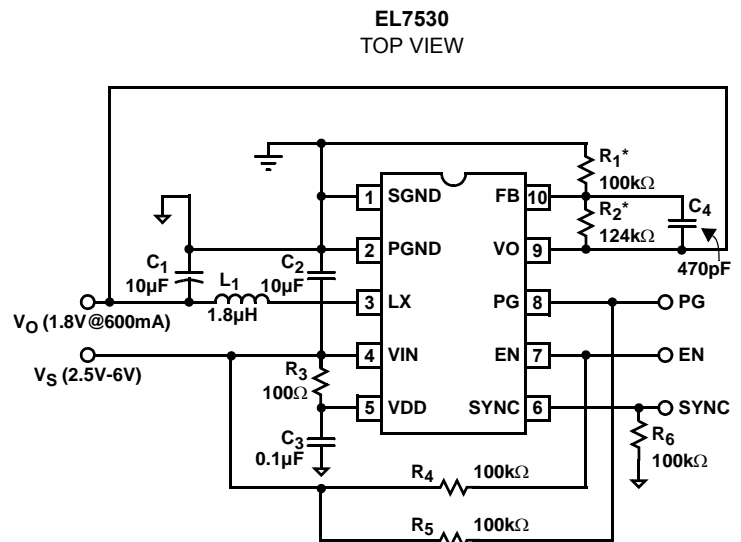 EL7530
TOP VIEW
R1*
100kΩ
1 SGND
FB 10
R2*
124kΩ
C4
470pF
2 PGND
VO 9
C1
10µF
C2
10µF
L1
1.8µH
3 LX
PG 8
PG
VO (1.8V@600mA)
4 VIN
EN 7
EN
VS (2.5V-6V)
R3
100Ω
5 VDD
SYNC 6
SYNC
C3
0.1µF
R6
100kΩ
R4
100kΩ
R5
100kΩ